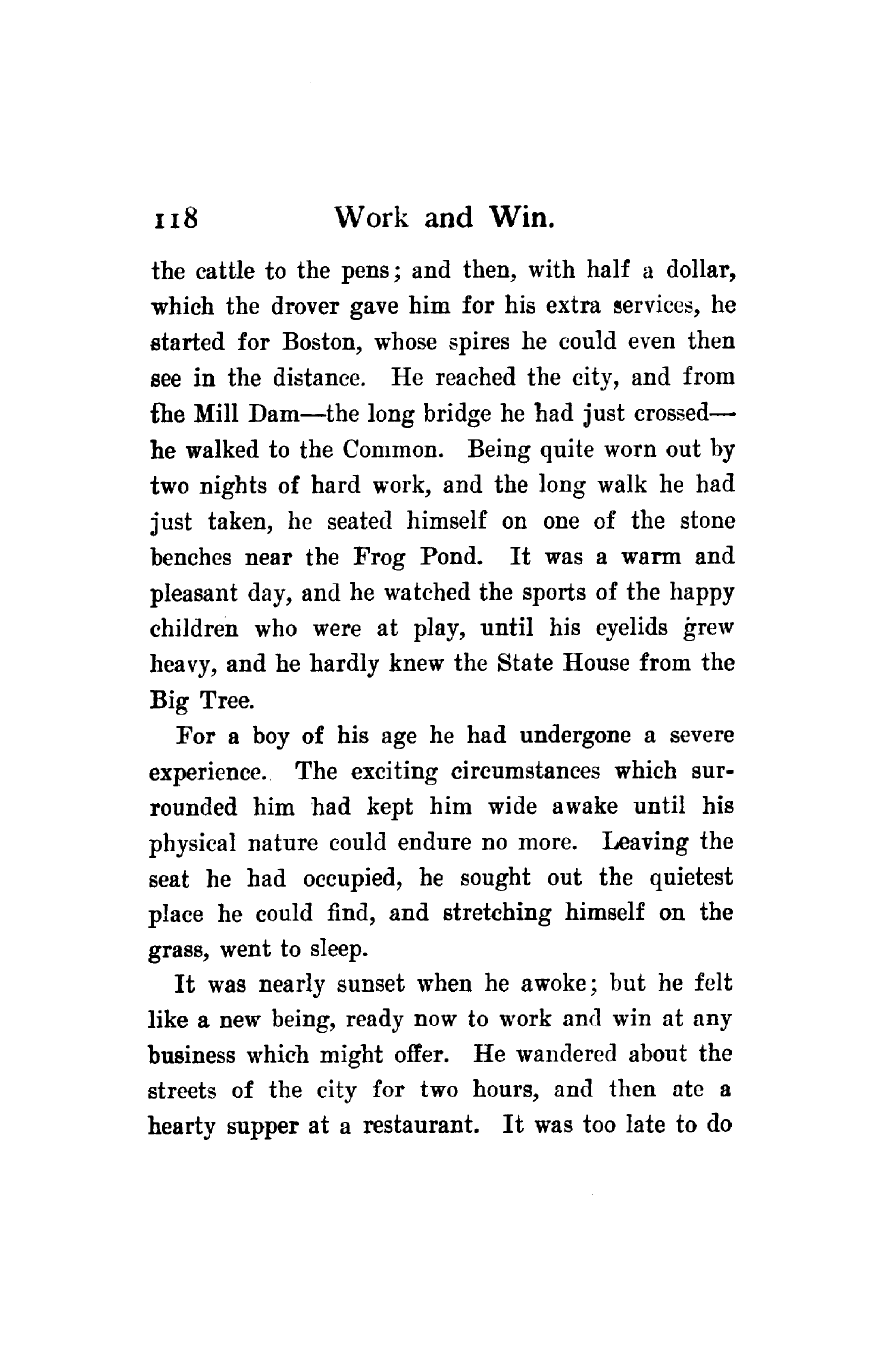 118 Work and Win.
the cattle to the pens; and then, with half a dollar,
which the drover gave him for his extra services, he
started for Boston, whose spires he could even then
see in the distance. He reached the city, and from
the Mill Dam—the long bridge he had just crossed—
he walked to the Common. Being quite worn out by
two nights of hard work, and the long walk he had
just taken, he seated himself on one of the stone
benches near the Frog Pond. It was a warm and
pleasant day, and he watched the sports of the happy
children who were at play, until his eyelids grew
heavy, and he hardly knew the State House from the
Big Tree.
For a boy of his age he had undergone a severe
experience. The exciting circumstances which sur-
rounded him had kept him wide awake until his
physical nature could endure no more. Leaving the
seat he had occupied, he sought out the quietest
place he could find, and stretching himself on the
grass, went to sleep.
It was nearly sunset when he awoke; but he felt
like a new being, ready now to work and win at any
business which might offer. He wandered about the
streets of the city for two hours, and then ate a
hearty supper at a restaurant. It was too late to do